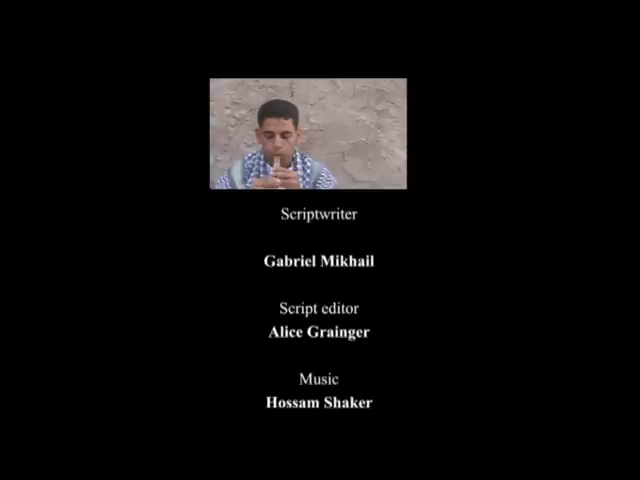 Scriptwriter
Gabriel Mikhail
Script editor
Alice Grainger
Music
Hossam Shaker